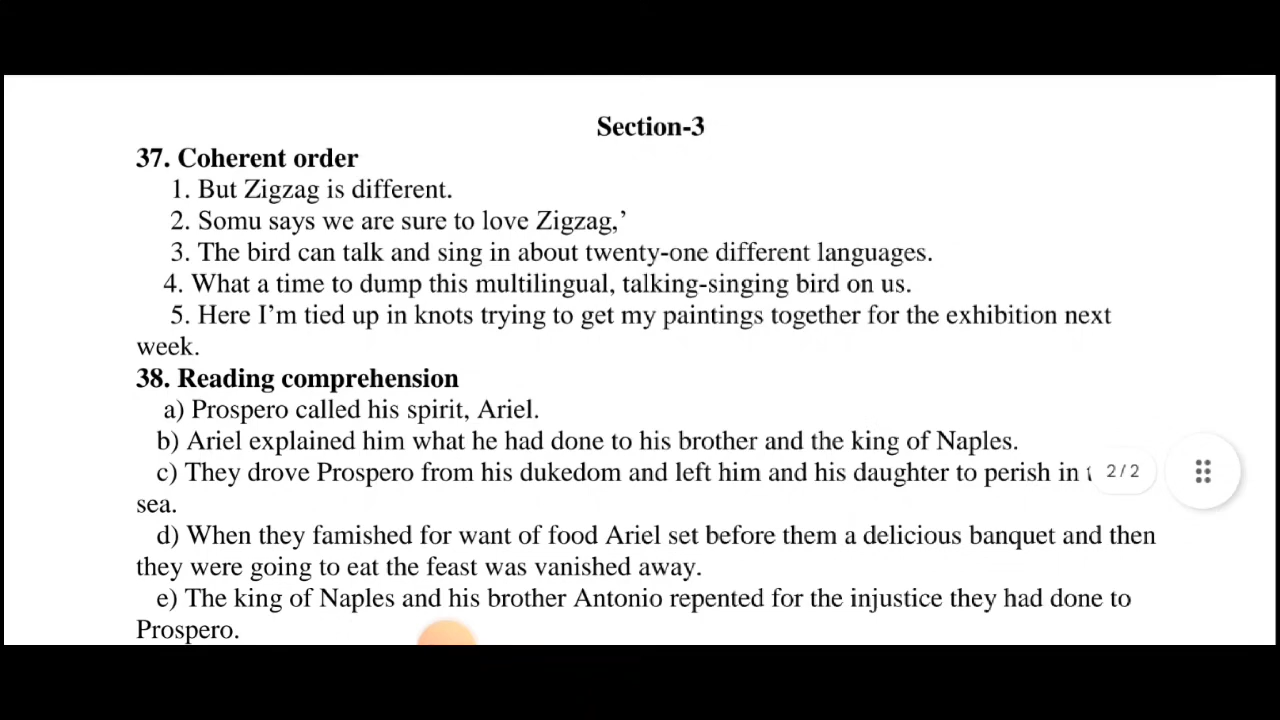 Section-3
37. Coherent order
1. But Zigzag is different.
2. Somu says we are sure to love Zigzag,’
3. The bird can talk and sing in about twenty-one different languages.
4. What a time to dump this multilingual, talking-singing bird on us.
5. Here I’m tied up in knots trying to get my paintings together for the exhibition next
week.
38. Reading comprehension
a) Prospero called his spirit, Ariel.
b) Ariel explained him what he had done to his brother and the king of Naples.
c) They drove Prospero from his dukedom and left him and his daughter to perish in
2/2
sea.
d) When they famished for want of food Ariel set before them a delicious banquet and then
they were going to eat the feast was vanished away.
e) The king of Naples and his brother Antonio repented for the injustice they had done to
Prospero.